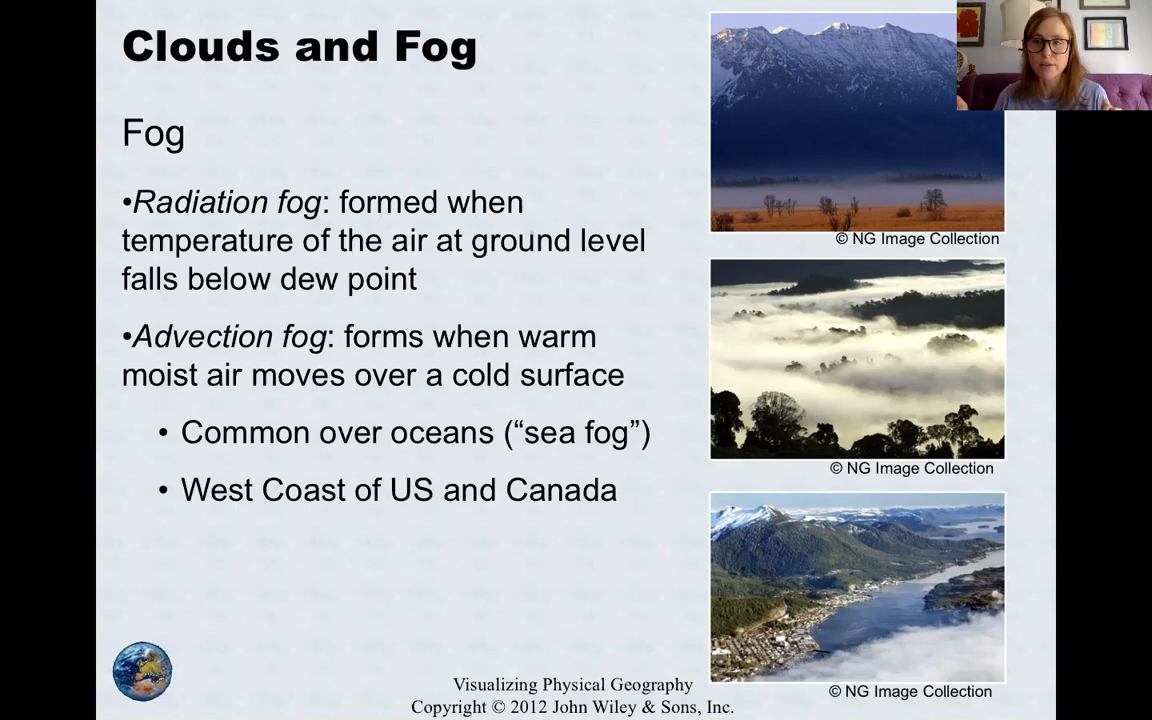 Clouds and Fog
Fog
•Radiation fog: formed when
temperature of the air at ground level
falls below dew point
•Advection fog: forms when warm
moist air moves over a cold surface
• Common over oceans (“sea fog”)
• West Coast of US and Canada
© NG Image Collection
© NG Image Collection
© NG Image Collection
Visualizing Physical Geography
Copyright © 2012 John Wiley & Sons, Inc.